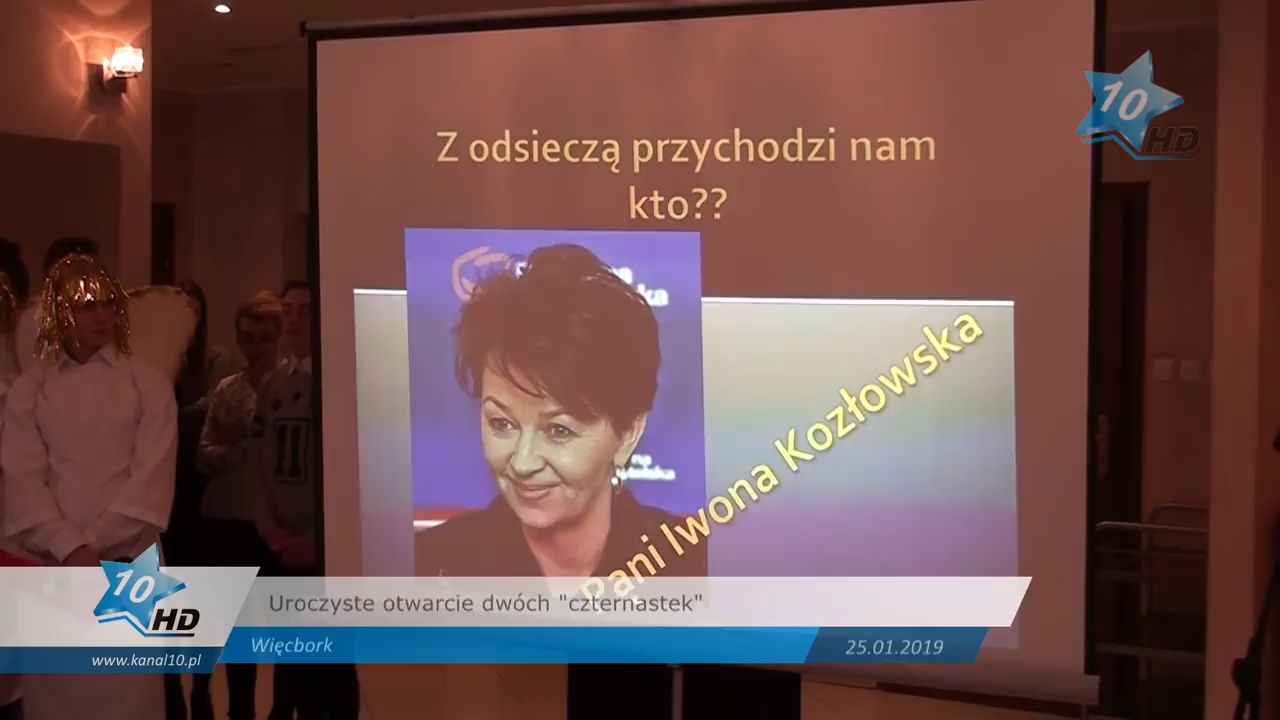 10
HD
Z odsieczą przychodzi nam
kto??
Pani Iwona Kozłowska
10
HD
www.kanal10.pl
Uroczyste otwarcie dwóch "czternastek"
Więcbork
25.01.2019